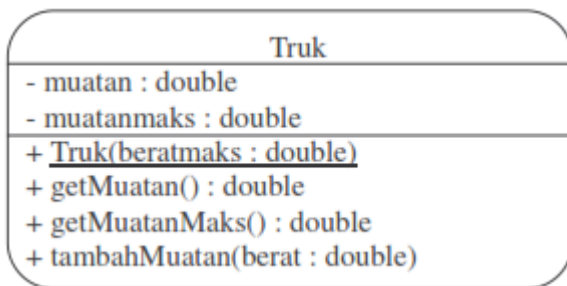 Truk
- muatan : double
- muatanmaks : double
+ Truk(beratmaks : double)
+ getMuatan() : double
+ getMuatanMaks() : double
+ tambahMuatan(berat : double)